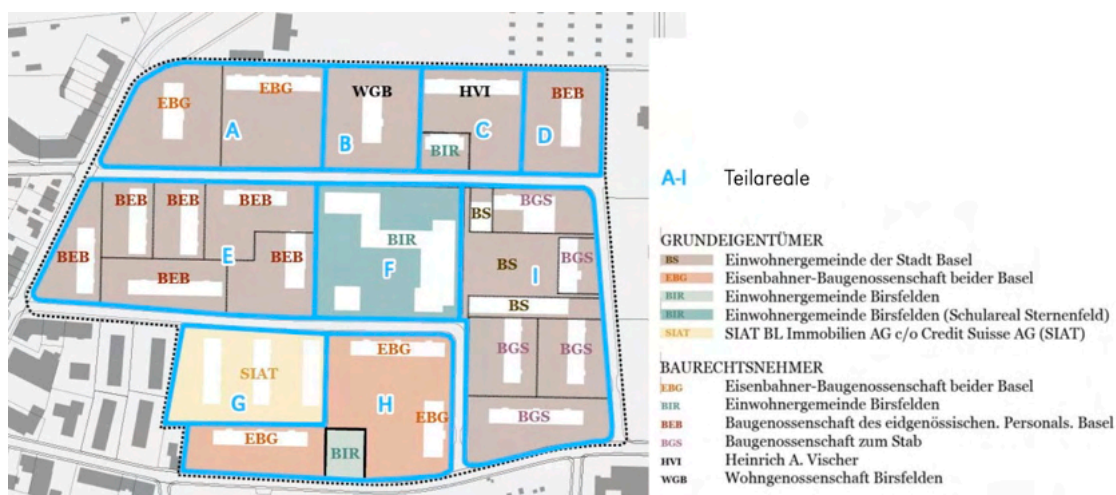 EBG
EBG
WGB
HVI
BEB
A
B
C
D
BIR
BEB
BEB
BEB
BS
BGS
BEB
BEB
E
BIR
F
BS
I
BGS
BEB
BS
EBG
BGS
BGS
SIAT
G
H
EBG
BGS
EBG
BIR
A-I Teilareale
GRUNDEIGENTÜMER
BS Einwohnergemeinde der Stadt Basel
EBG Eisenbahner-Baugenossenschaft beider Basel
BIR Einwohnergemeinde Birsfelden
BIR Einwohnergemeinde Birsfelden (Schulareal Sternenfeld)
SIAT SIAT BL Immobilien AG c/o Credit Suisse AG (SIAT)
BAURECHTSNEHMER
EBG Eisenbahner-Baugenossenschaft beider Basel
BIR Einwohnergemeinde Birsfelden
BEB Baugenossenschaft des eidgenössischen. Personals. Basel
BGS Baugenossenschaft zum Stab
HVI Heinrich A. Vischer
WGB Wohngenossenschaft Birsfelden